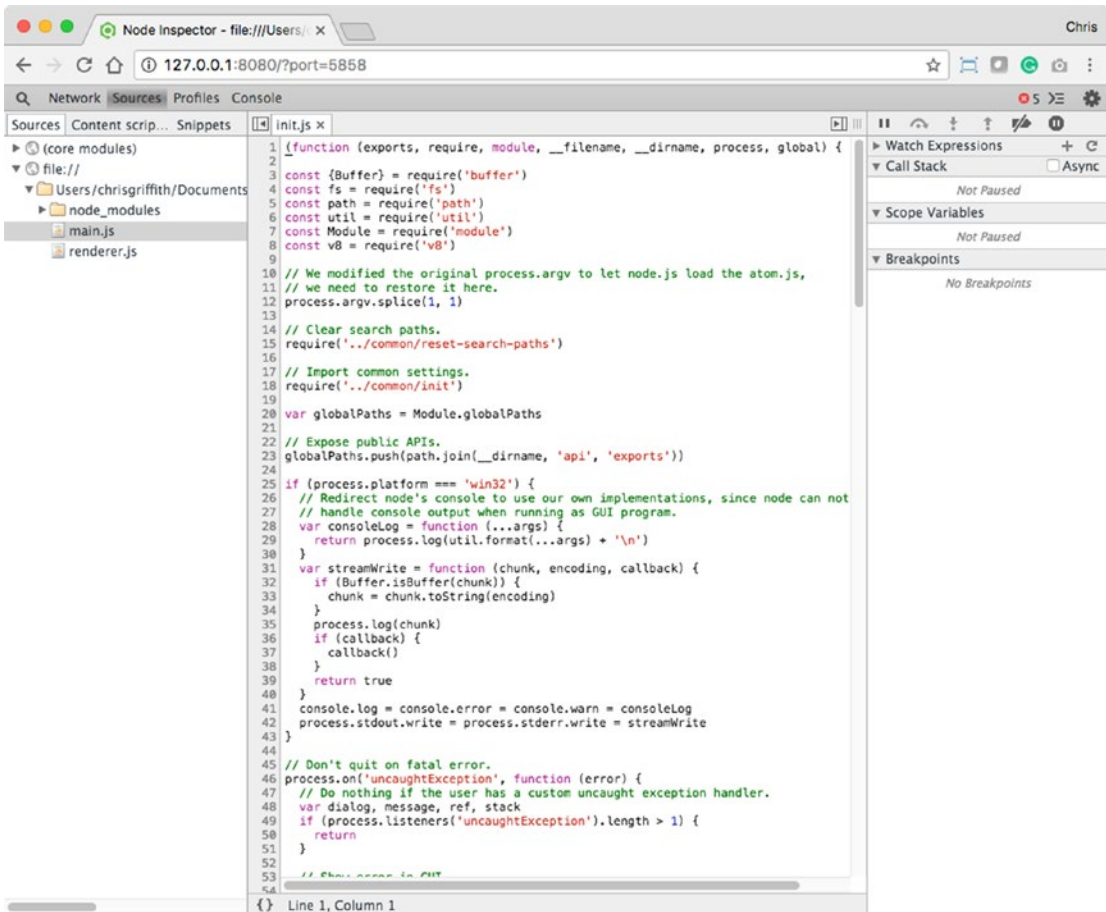 Node Inspector - file:///Users/
Chris
127.0.0.1:8080/?port=5858
Network Sources Profiles Console
5
Sources Content scrip... Snippets
init.js
(core modules)
file://
Users/chrisgriffith/Documents
node_modules
main.js
renderer.js
1 (function (exports, require, module, __filename, __dirname, process, global) {
2
3 const {Buffer} = require('buffer')
4 const fs = require('fs')
5 const path = require('path')
6 const util = require('util')
7 const Module = require('module')
8 const v8 = require('v8')
9
10 // We modified the original process.argv to let node.js load the atom.js,
11 // we need to restore it here.
12 process.argv.splice(1, 1)
13
14 // Clear search paths.
15 require('../common/reset-search-paths')
16
17 // Import common settings.
18 require('../common/init')
19
20 var globalPaths = Module.globalPaths
21
22 // Expose public APIs.
23 globalPaths.push(path.join(__dirname, 'api', 'exports'))
24
25 if (process.platform === 'win32') {
26   // Redirect node's console to use our own implementations, since node can not
27   // handle console output when running as GUI program.
28   var consoleLog = function (...args) {
29     return process.log(util.format(...args) + '\n')
30   }
31   var streamWrite = function (chunk, encoding, callback) {
32     if (Buffer.isBuffer(chunk)) {
33       chunk = chunk.toString(encoding)
34     }
35     process.log(chunk)
36     if (callback) {
37       callback()
38     }
39     return true
40   }
41   console.log = console.error = console.warn = consoleLog
42   process.stdout.write = process.stderr.write = streamWrite
43 }
44
45 // Don't quit on fatal error.
46 process.on('uncaughtException', function (error) {
47   // Do nothing if the user has a custom uncaught exception handler.
48   var dialog, message, ref, stack
49   if (process.listeners('uncaughtException').length > 1) {
50     return
51   }
52
53   // Show error in GUI
54
{} Line 1, Column 1
Watch Expressions
Call Stack
Async
Not Paused
Scope Variables
Not Paused
Breakpoints
No Breakpoints